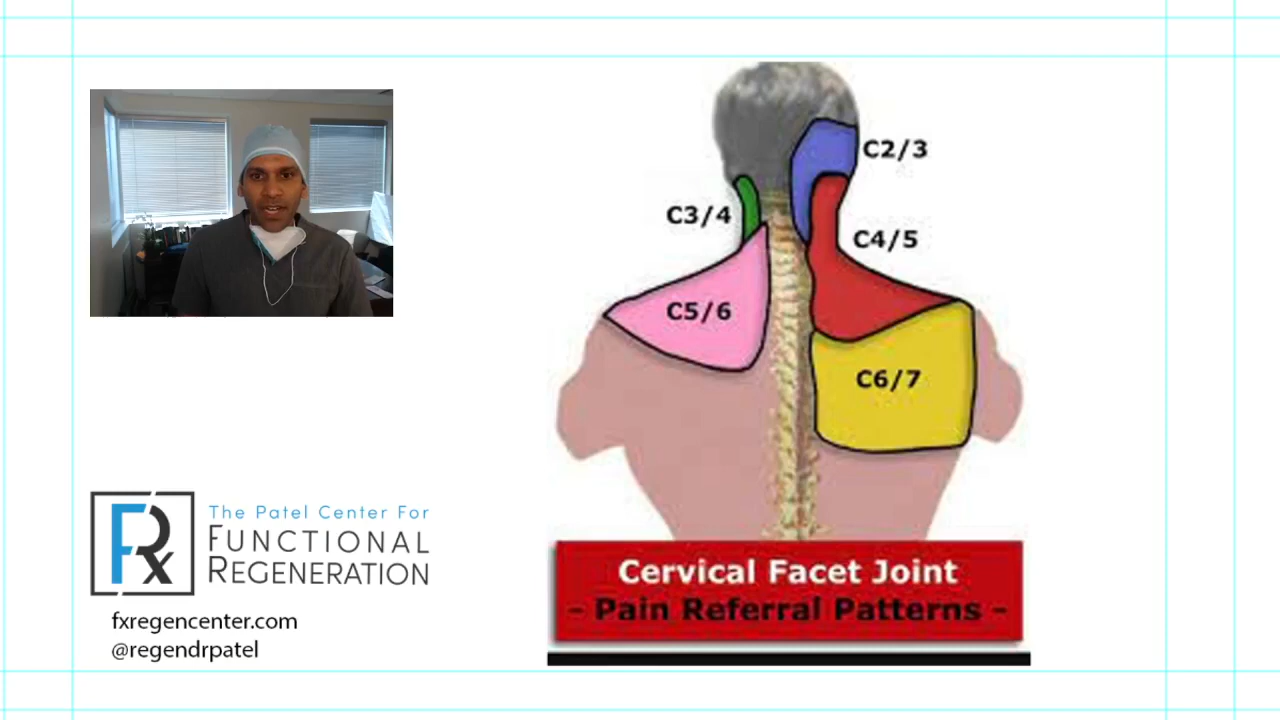 C2/3
C3/4
C4/5
C5/6
C6/7
Cervical Facet Joint
- Pain Referral Patterns -
FRx
The Patel Center For
FUNCTIONAL
REGENERATION
fxregencenter.com
@regendrpatel